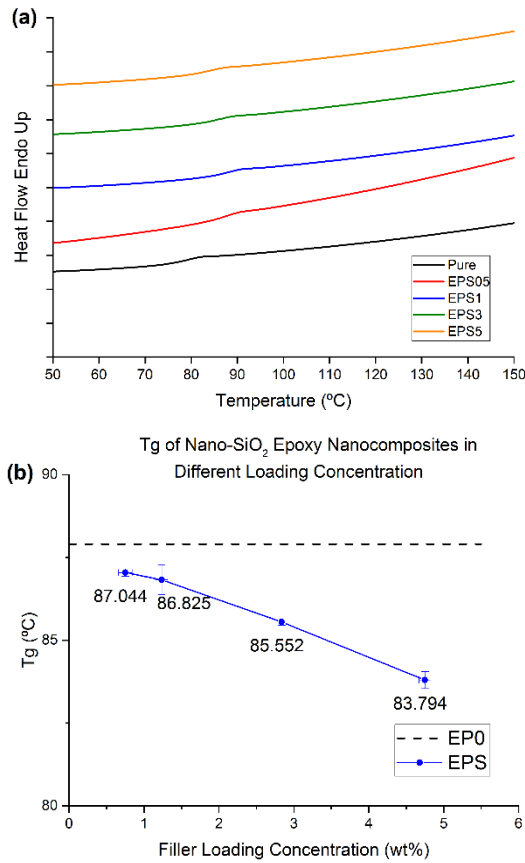 (a)
Heat Flow Endo Up
Pure
EPS05
EPS1
EPS3
EPS5
50 60 70 80 90 100 110 120 130 140 150
Temperature (ºC)
Tg of Nano-SiO₂ Epoxy Nanocomposites in
Different Loading Concentration
(b)
90
85
80
Tg (ºC)
87.044
86.825
85.552
83.794
EP0
EPS
0 1 2 3 4 5 6
Filler Loading Concentration (wt%)